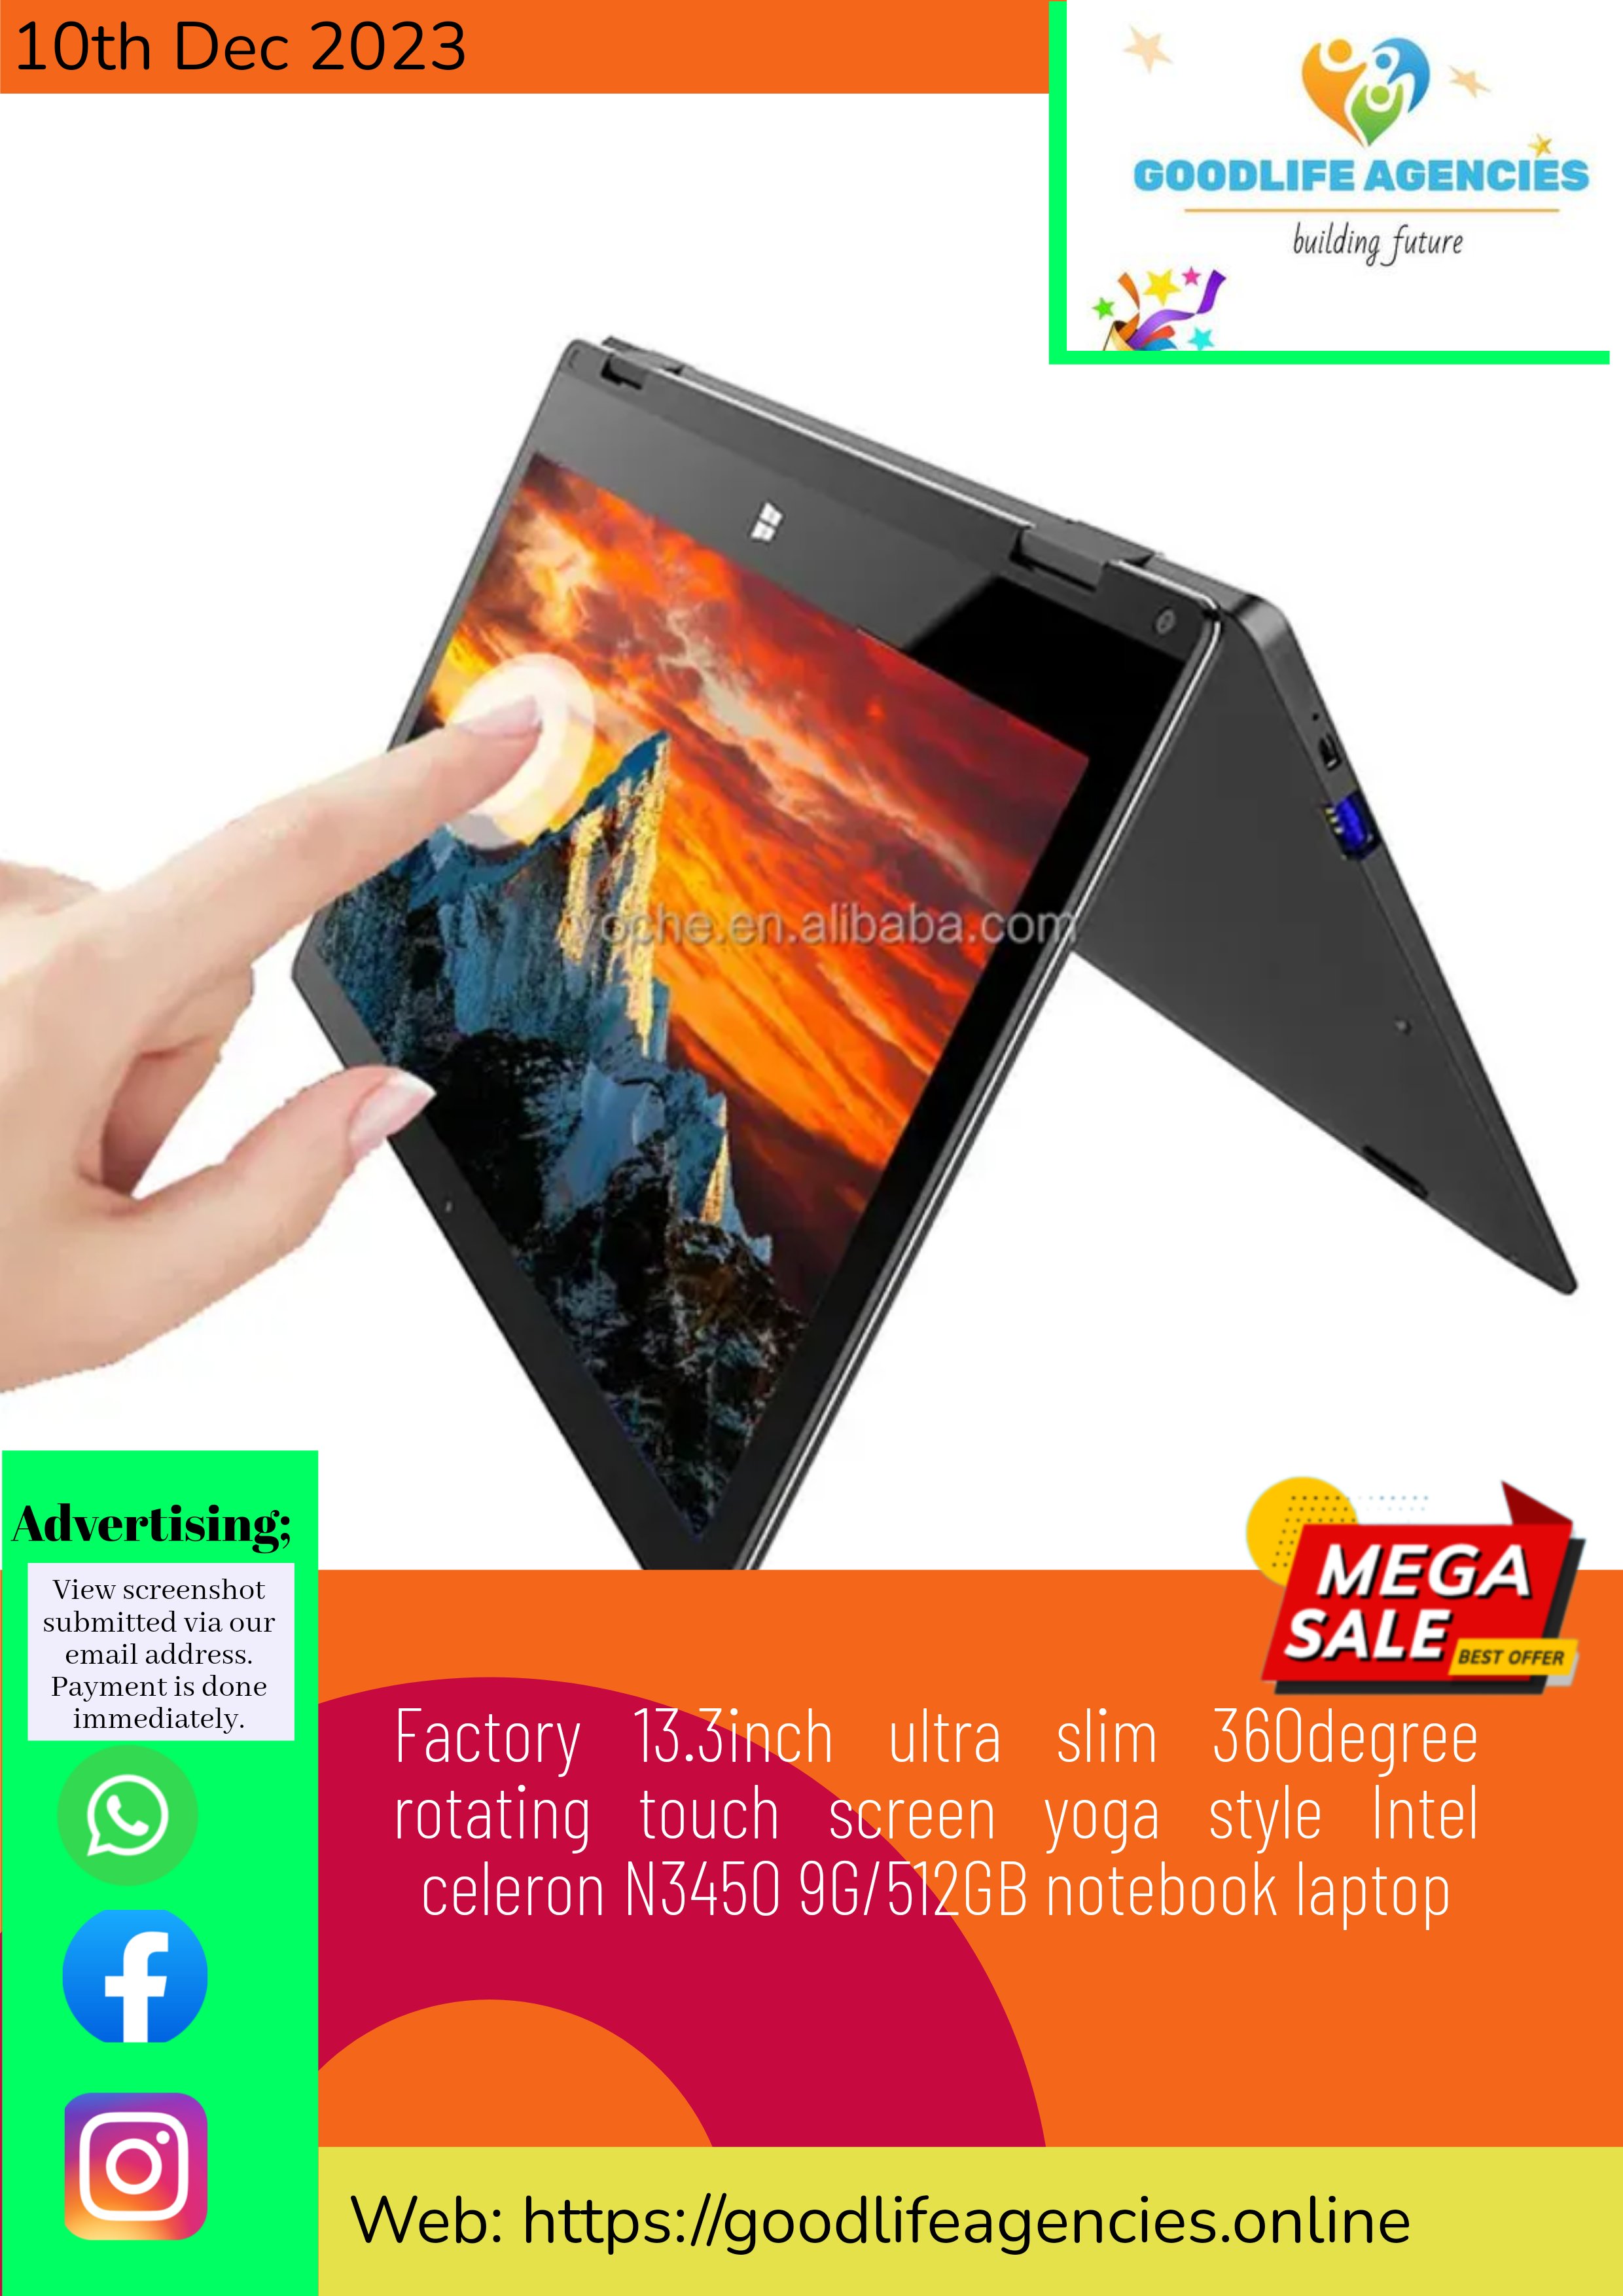 10th Dec 2023
GOODLIFE AGENCIES
building future
yophe.en.alibaba.com
Advertising;
View screenshot
submitted via our
email address.
Payment is done
immediately.
MEGA
SALE
BEST OFFER
Factory 13.3inch ultra slim 360degree
rotating touch screen yoga style Intel
celeron N3450 9G/512GB notebook laptop
Web: https://goodlifeagencies.online